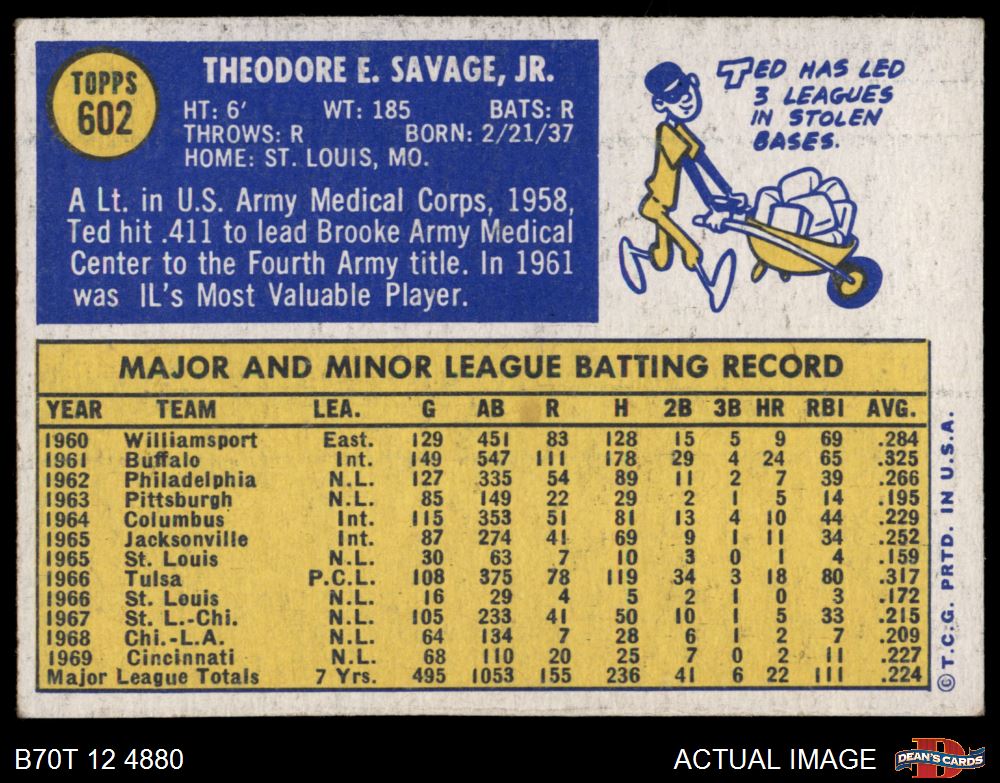 TOPPS
602
THEODORE E. SAVAGE, JR.
HT: 6' WT: 185 BATS: R
THROWS: R BORN: 2/21/37
HOME: ST. LOUIS, MO.
A Lt. in U.S. Army Medical Corps, 1958,
Ted hit .411 to lead Brooke Army Medical
Center to the Fourth Army title. In 1961
was IL's Most Valuable Player.
TED HAS LED
3 LEAGUES
IN STOLEN
BASES.
MAJOR AND MINOR LEAGUE BATTING RECORD
YEAR TEAM LEA. G AB R H 2B 3B HR RBI AVG.
1960 Williamsport East. 129 451 83 128 15 5 9 69 .284
1961 Buffalo Int. 149 547 111 178 29 4 24 65 .325
1962 Philadelphia N.L. 127 335 54 89 11 2 7 39 .266
1963 Pittsburgh N.L. 85 149 22 29 2 1 5 14 .195
1964 Columbus Int. 115 353 51 81 13 4 10 44 .229
1965 Jacksonville Int. 87 274 41 69 9 1 11 34 .252
1965 St. Louis N.L. 30 63 7 10 3 0 1 4 .159
1966 Tulsa P.C.L. 108 375 78 119 34 3 18 80 .317
1966 St. Louis N.L. 16 29 4 5 2 1 0 3 .172
1967 St. L.-Chi. N.L. 105 233 41 50 10 1 5 33 .215
1968 Chi.-L.A. N.L. 64 134 7 28 6 1 2 7 .209
1969 Cincinnati N.L. 68 110 20 25 7 0 2 11 .227
Major League Totals 7 Yrs. 495 1053 155 236 41 6 22 111 .224
©T.C.G. PRTD. IN U.S.A.
B70T 12 4880
ACTUAL IMAGE
DEAN'S CARDS